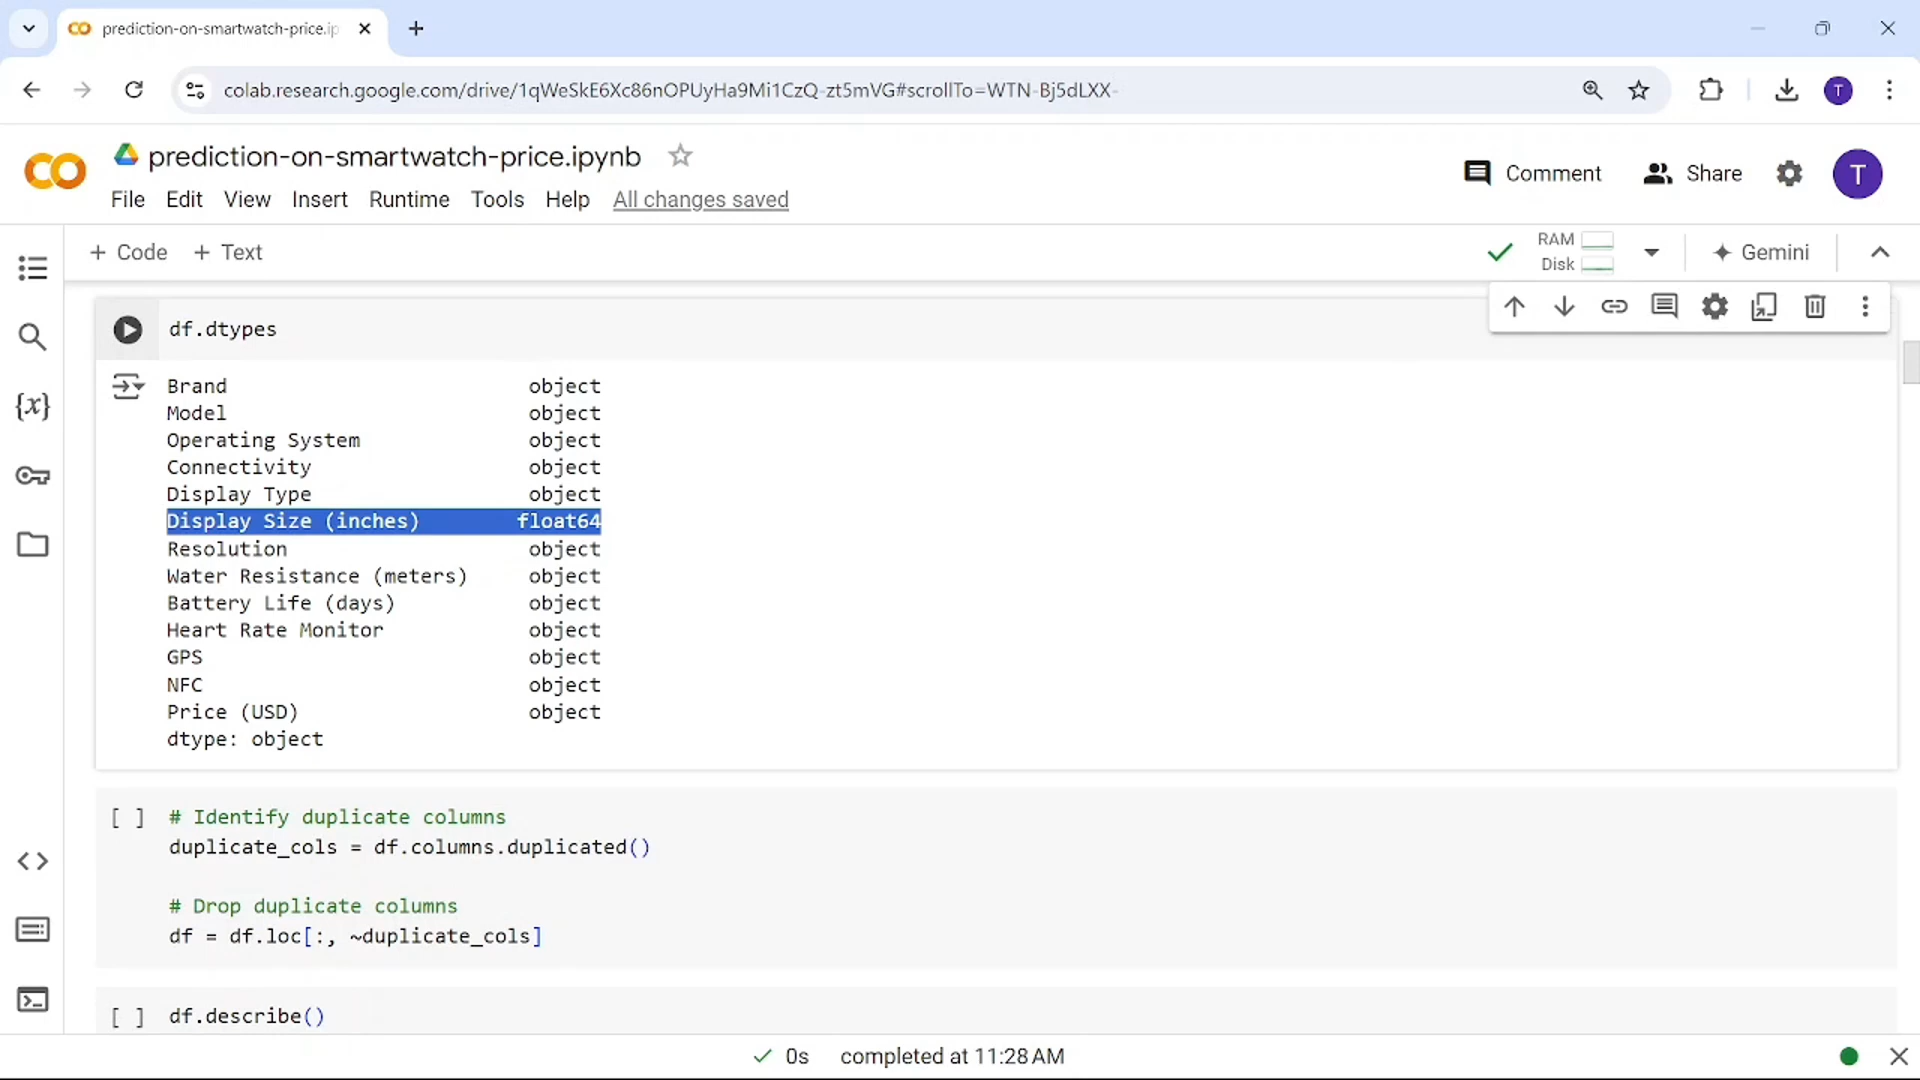 prediction-on-smartwatch-price.ip
colab.research.google.com/drive/1qWeSkE6Xc86nOPUyHa9Mi1CzQ-zt5mVG#scrollTo=WTN-Bj5dLXX-
T
prediction-on-smartwatch-price.ipynb
Comment
Share
T
File Edit View Insert Runtime Tools Help All changes saved
+ Code + Text
RAM
Disk
Gemini
df.dtypes
Brand object
Model object
Operating System object
Connectivity object
Display Type object
Display Size (inches) float64
Resolution object
Water Resistance (meters) object
Battery Life (days) object
Heart Rate Monitor object
GPS object
NFC object
Price (USD) object
dtype: object
{x}
[ ] # Identify duplicate columns
duplicate_cols = df.columns.duplicated()
# Drop duplicate columns
df = df.loc[:, ~duplicate_cols]
[ ] df.describe()
0s completed at 11:28 AM